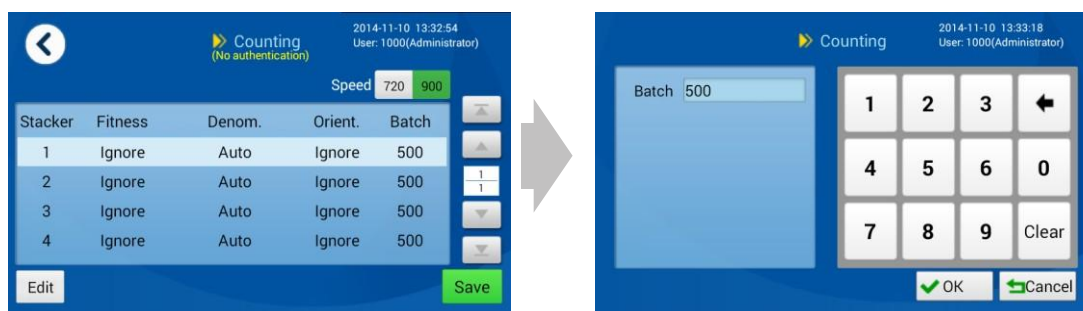 2014-11-10 13:32:54
Counting User: 1000(Administrator)
(No authentication)
Speed 720 900
Stacker Fitness Denom. Orient. Batch
1 Ignore Auto Ignore 500
2 Ignore Auto Ignore 500
3 Ignore Auto Ignore 500
4 Ignore Auto Ignore 500
1
1
Edit Save
2014-11-10 13:33:18
Counting User: 1000(Administrator)
Batch 500
1 2 3
4 5 6 0
7 8 9 Clear
OK Cancel